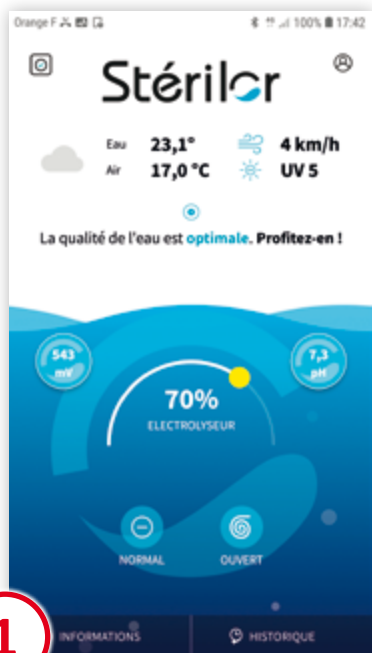 Orange F 100% 17:42
Stérilor
Eau 23,1° 4 km/h
Air 17,0 °C UV 5
La qualité de l'eau est optimale. Profitez-en !
543 mV
7,3 pH
70%
ELECTROLYSEUR
NORMAL OUVERT
1 INFORMATIONS HISTORIQUE